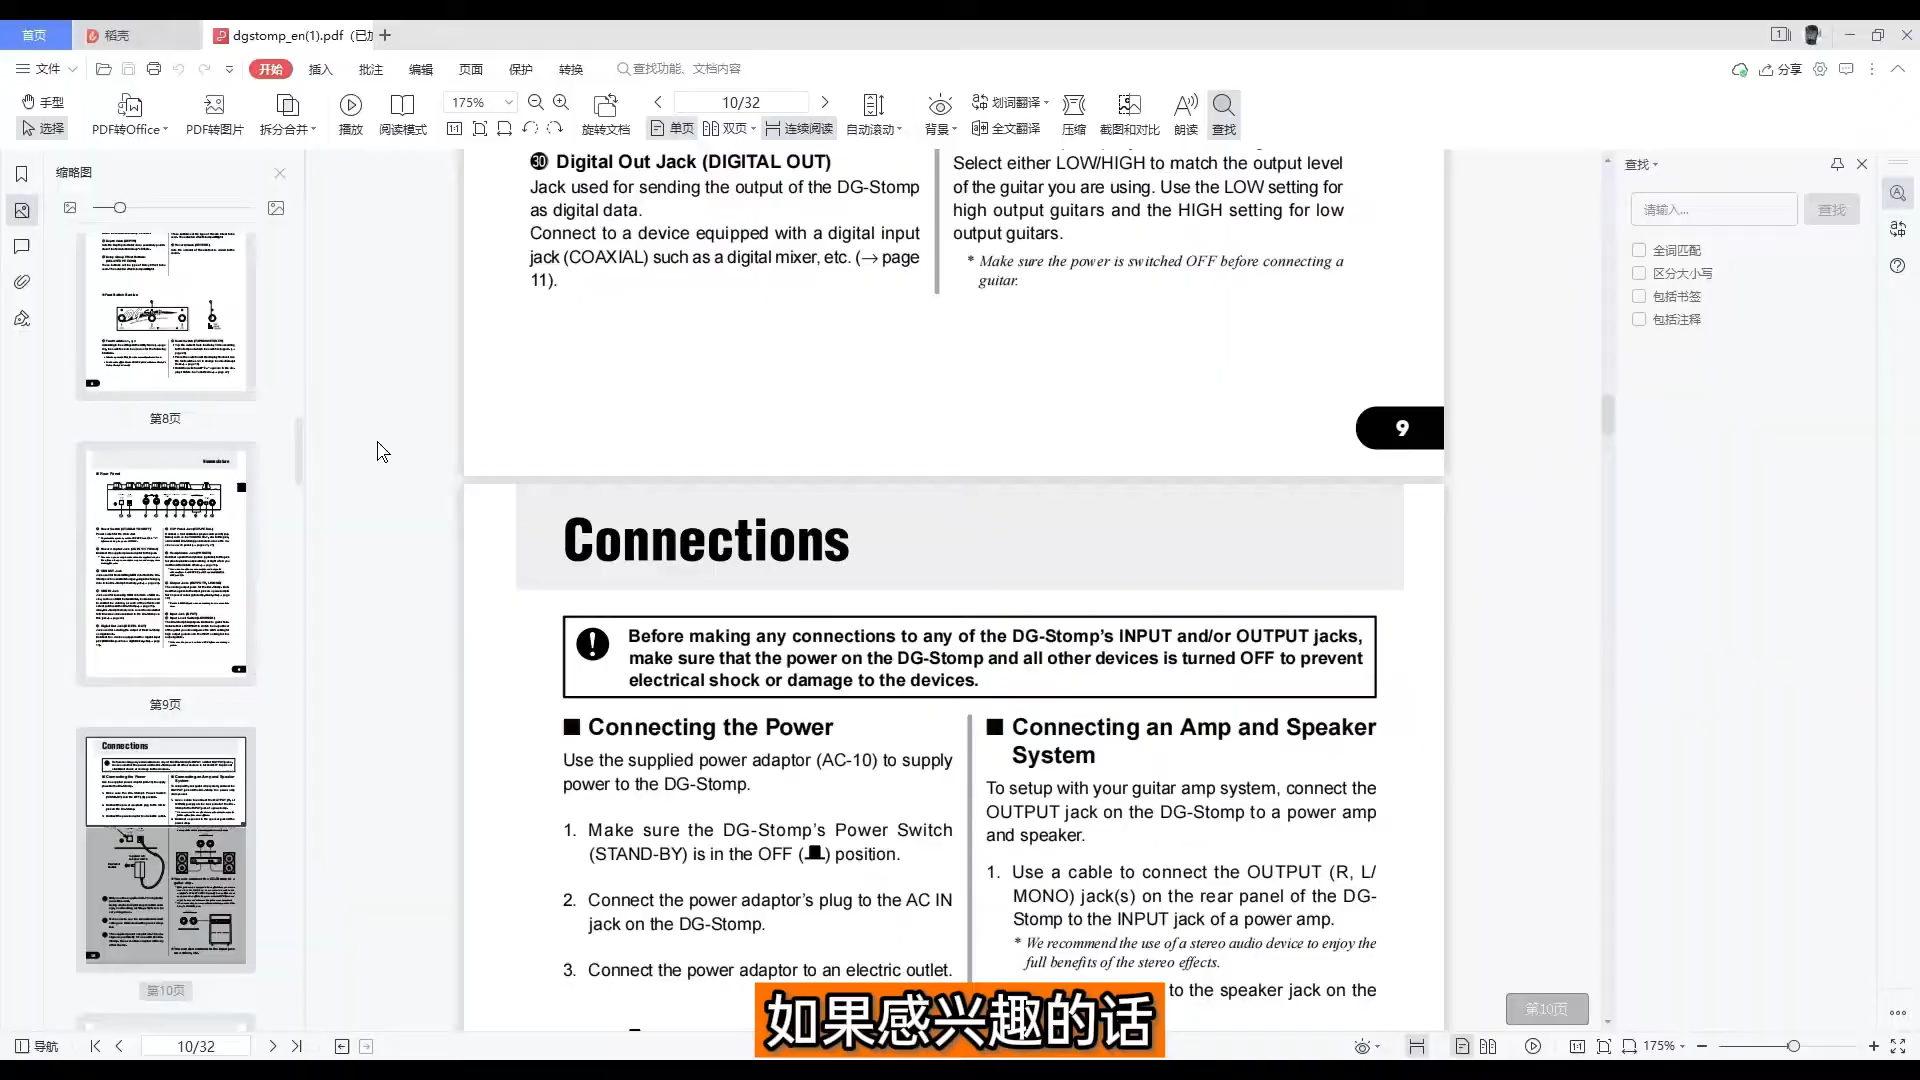 首页
稻壳
dgstomp_en(1).pdf（已加
文件
开始
插入
批注
编辑
页面
保护
转换
查找功能、文档内容
分享
手型
选择
PDF转Office
PDF转图片
拆分合并
播放
阅读模式
175%
旋转文档
10/32
单页
双页
连续阅读
自动滚动
背景
划词翻译
全文翻译
压缩
截图和对比
朗读
查找
缩略图
第8页
第9页
Connections
第10页
㉚ Digital Out Jack (DIGITAL OUT)
Jack used for sending the output of the DG-Stomp
as digital data.
Connect to a device equipped with a digital input
jack (COAXIAL) such as a digital mixer, etc. (→ page
11).
Select either LOW/HIGH to match the output level
of the guitar you are using. Use the LOW setting for
high output guitars and the HIGH setting for low
output guitars.
* Make sure the power is switched OFF before connecting a
guitar.
9
Connections
Before making any connections to any of the DG-Stomp's INPUT and/or OUTPUT jacks,
make sure that the power on the DG-Stomp and all other devices is turned OFF to prevent
electrical shock or damage to the devices.
■ Connecting the Power
Use the supplied power adaptor (AC-10) to supply
power to the DG-Stomp.
1. Make sure the DG-Stomp's Power Switch
(STAND-BY) is in the OFF ( ) position.
2. Connect the power adaptor's plug to the AC IN
jack on the DG-Stomp.
3. Connect the power adaptor to an electric outlet.
■ Connecting an Amp and Speaker
System
To setup with your guitar amp system, connect the
OUTPUT jack on the DG-Stomp to a power amp
and speaker.
1. Use a cable to connect the OUTPUT (R, L/
MONO) jack(s) on the rear panel of the DG-
Stomp to the INPUT jack of a power amp.
* We recommend the use of a stereo audio device to enjoy the
full benefits of the stereo effects.
to the speaker jack on the
如果感兴趣的话
第10页
查找
请输入...
查找
全词匹配
区分大小写
包括书签
包括注释
导航
10/32
175%